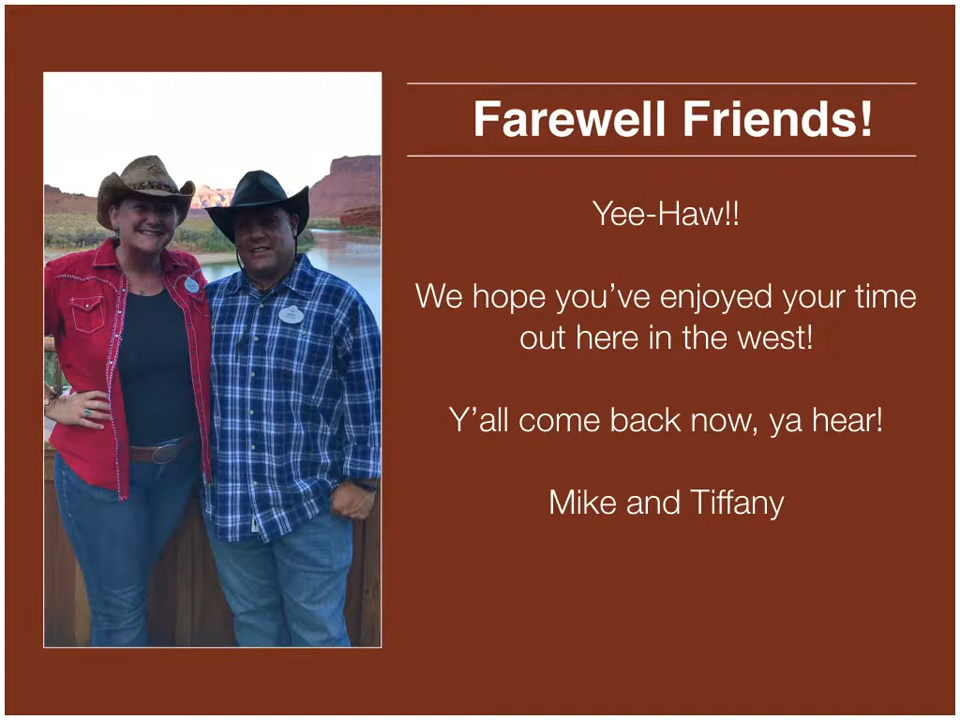 Farewell Friends!
Yee-Haw!!
We hope you’ve enjoyed your time
out here in the west!
Y’all come back now, ya hear!
Mike and Tiffany